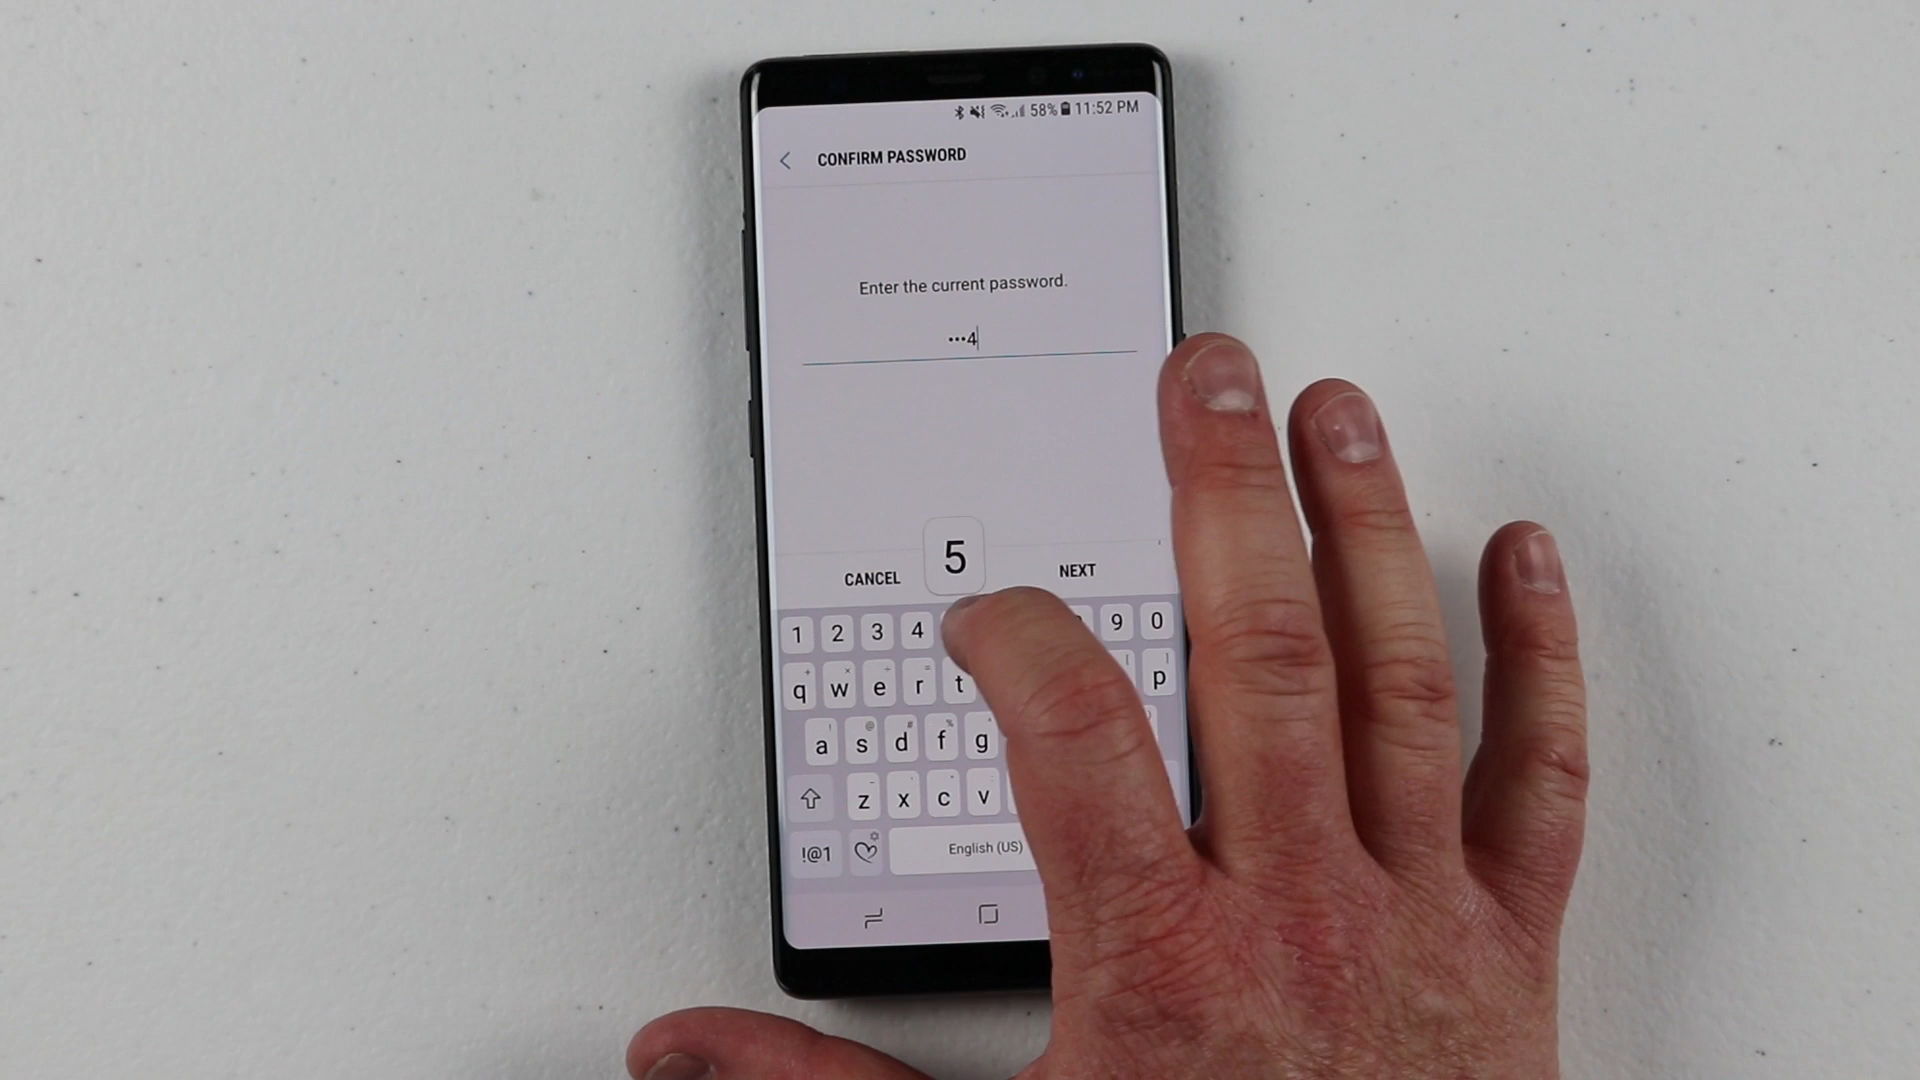 58% 11:52 PM
CONFIRM PASSWORD
Enter the current password.
•••4
5
CANCEL NEXT
1 2 3 4 9 0
q w e r t p
a s d f g
z x c v
!@1 English (US)